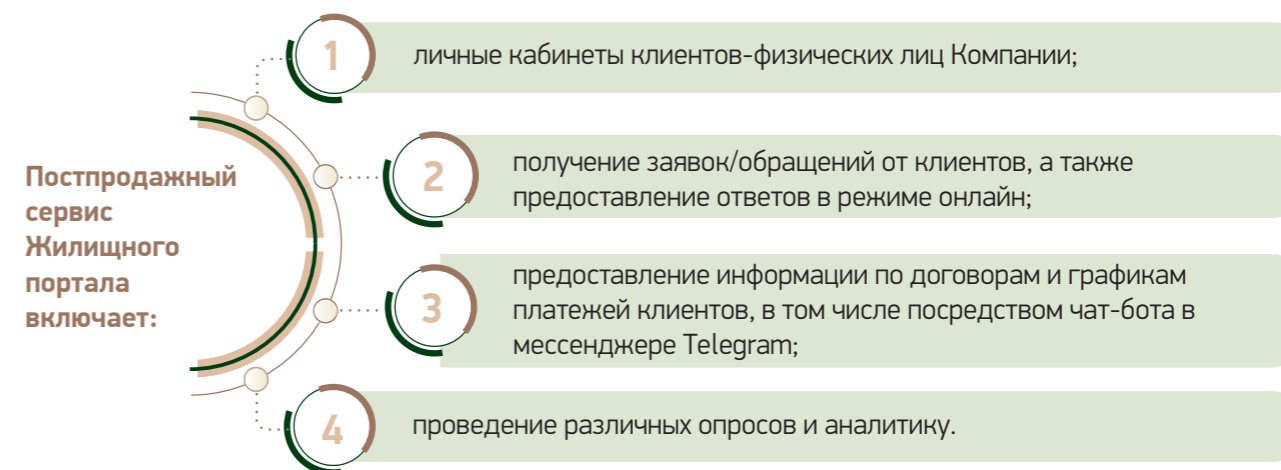 Постпродажный
сервис
Жилищного
портала
включает:
1
личные кабинеты клиентов-физических лиц Компании;
2
получение заявок/обращений от клиентов, а также
предоставление ответов в режиме онлайн;
3
предоставление информации по договорам и графикам
платежей клиентов, в том числе посредством чат-бота в
мессенджере Telegram;
4
проведение различных опросов и аналитику.